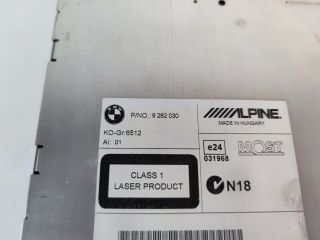 P/NO.: 9 282 030
ALPINE
MADE IN HUNGARY
KO-Gr:6512
AI: 01
e24
MOST
031968
CLASS 1
LASER PRODUCT
N18